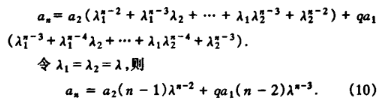 aₙ = a₂(λ₁ⁿ⁻² + λ₁ⁿ⁻³λ₂ + ⋯ + λ₁λ₂ⁿ⁻³ + λ₂ⁿ⁻²) + qa₁
(λ₁ⁿ⁻³ + λ₁ⁿ⁻⁴λ₂ + ⋯ + λ₁λ₂ⁿ⁻⁴ + λ₂ⁿ⁻³).
令 λ₁ = λ₂ = λ,则
aₙ = a₂(n − 1)λⁿ⁻² + qa₁(n − 2)λⁿ⁻³. (10)